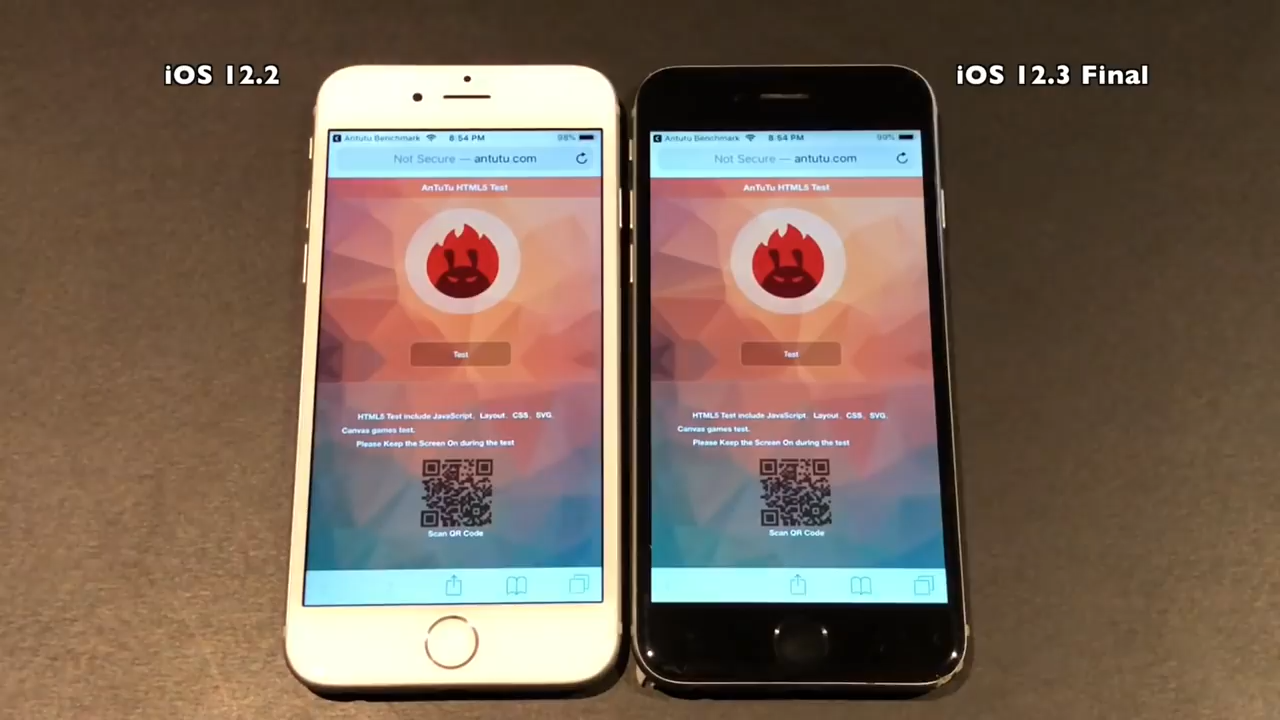 iOS 12.2
iOS 12.3 Final
Antutu Benchmark 8:54 PM 98%
Not Secure — antutu.com
AnTuTu HTML5 Test
Test
HTML5 Test include JavaScript、Layout、CSS、SVG、
Canvas games test.
Please Keep the Screen On during the test
Scan QR Code
Antutu Benchmark 8:54 PM 99%
Not Secure — antutu.com
AnTuTu HTML5 Test
Test
HTML5 Test include JavaScript、Layout、CSS、SVG、
Canvas games test.
Please Keep the Screen On during the test
Scan QR Code